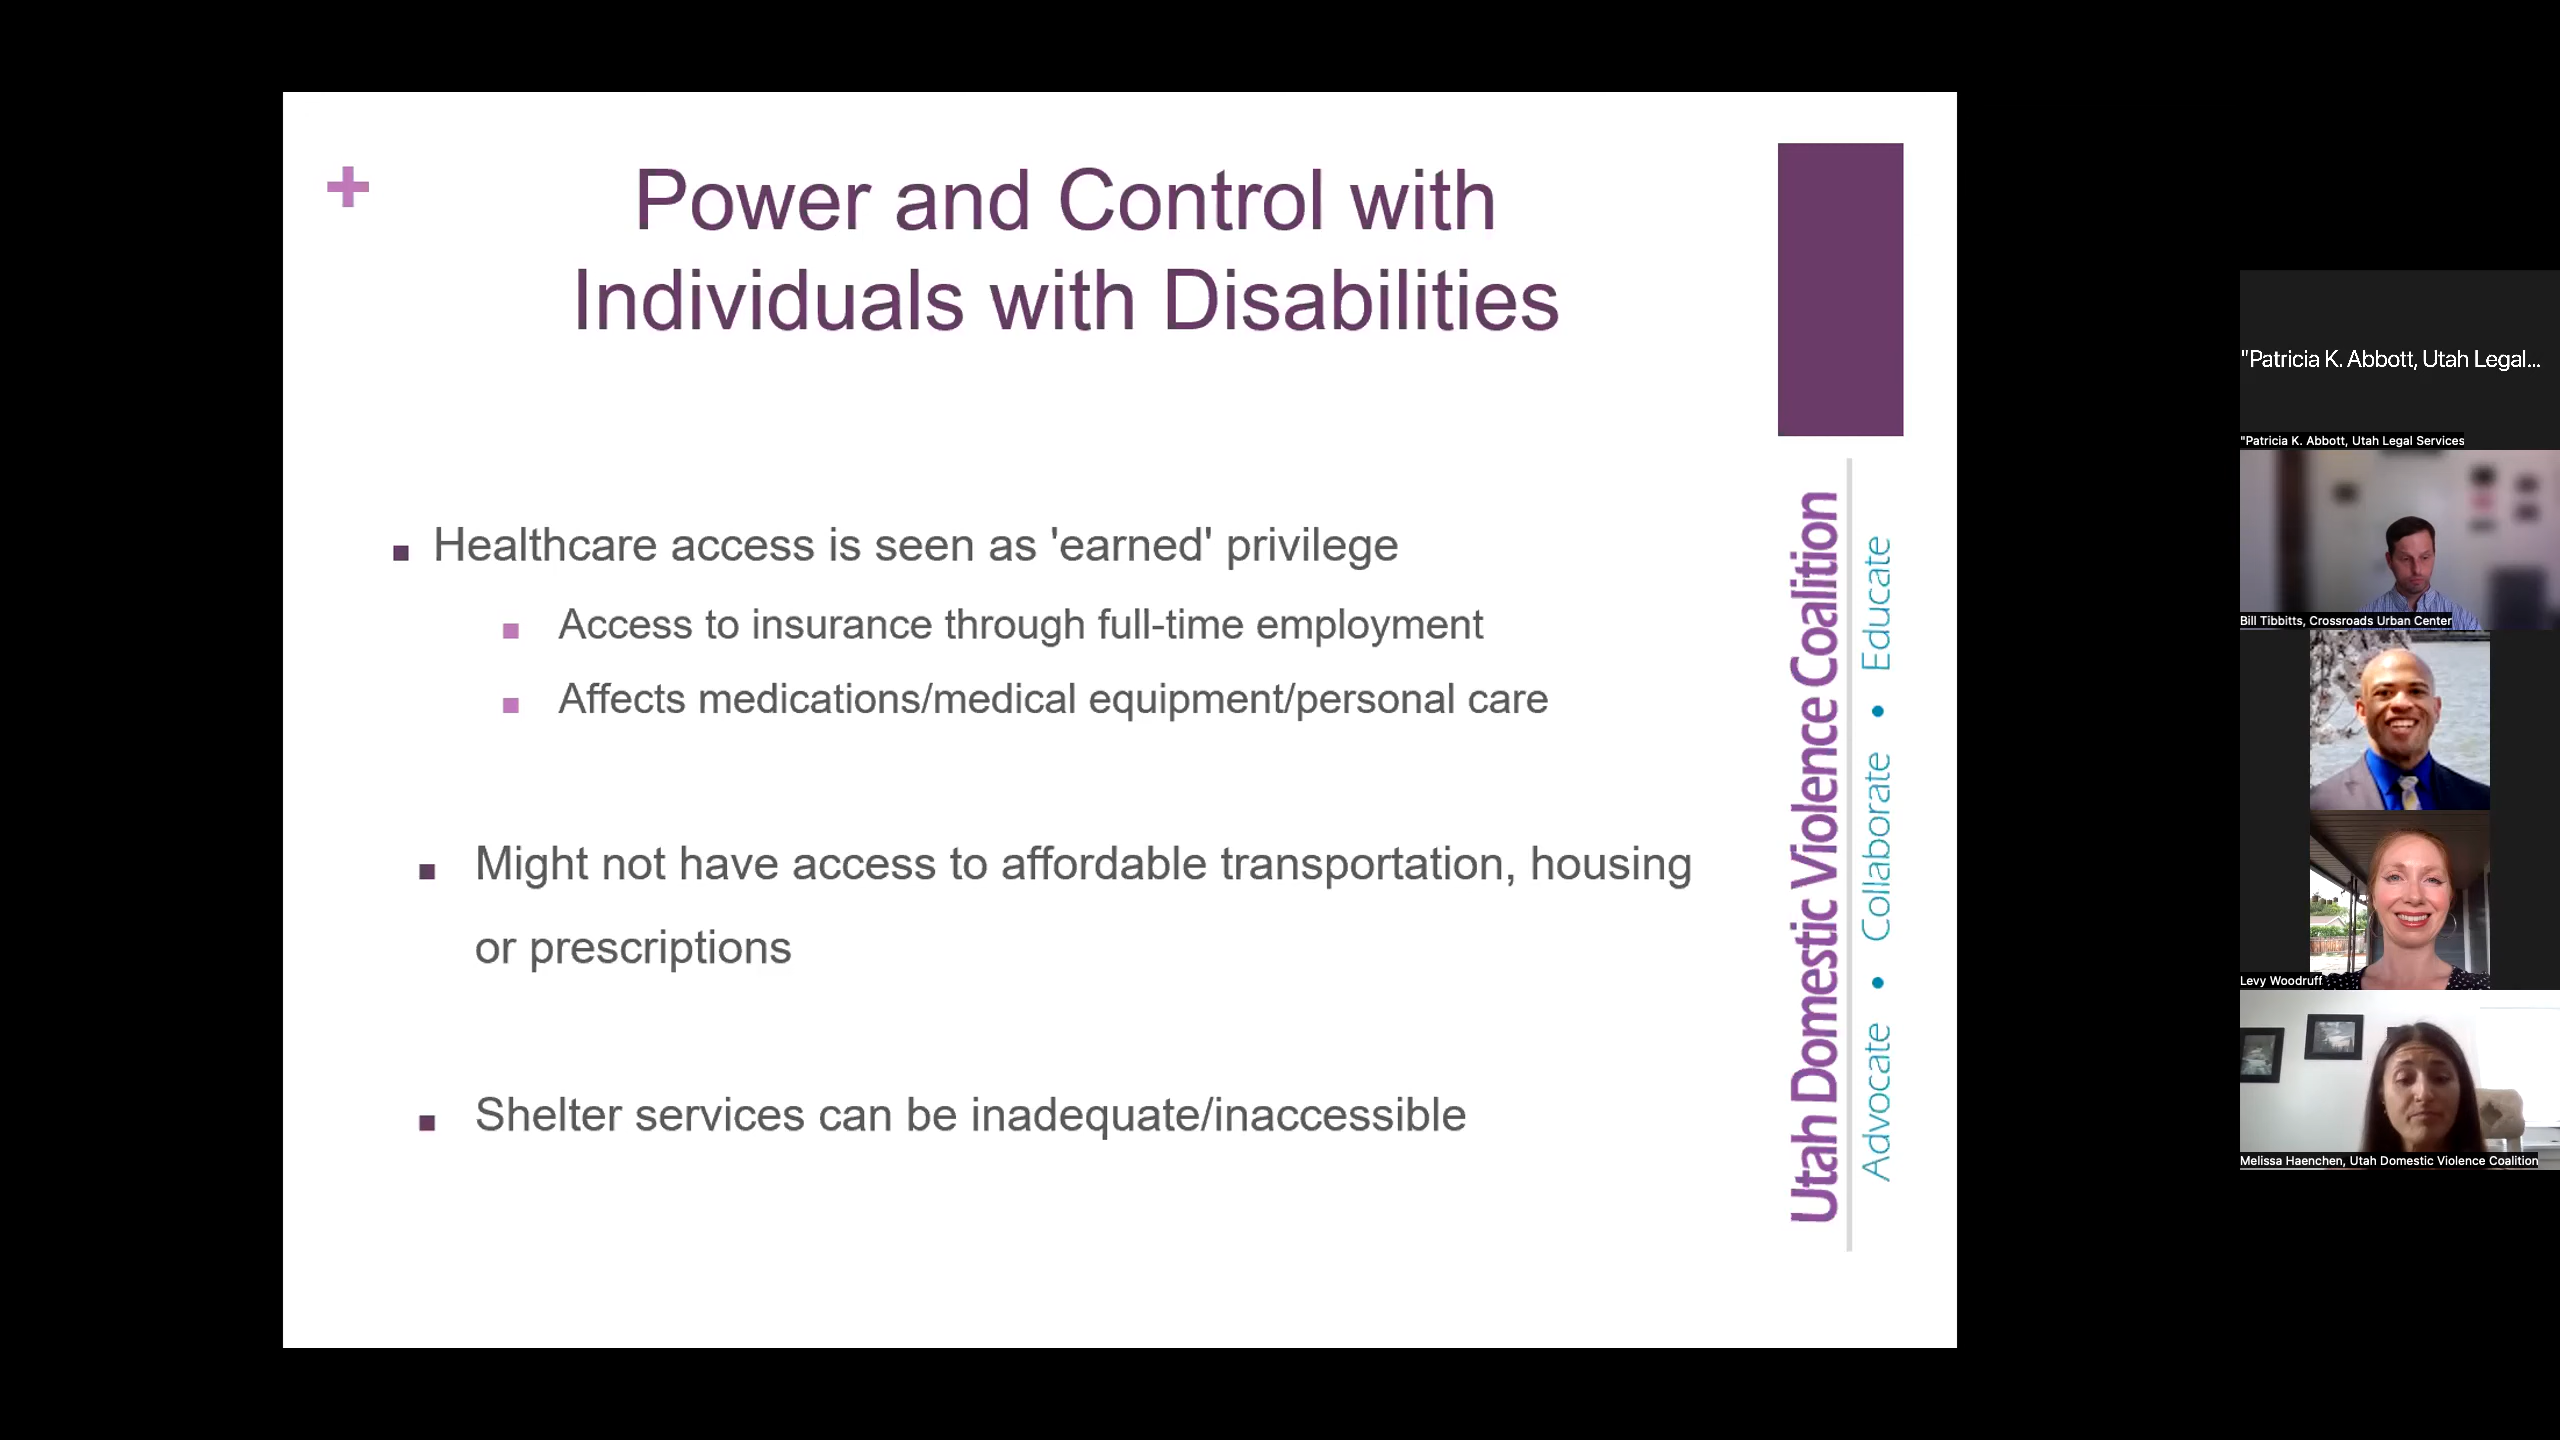 +
Power and Control with
Individuals with Disabilities
Healthcare access is seen as 'earned' privilege
Access to insurance through full-time employment
Affects medications/medical equipment/personal care
Might not have access to affordable transportation, housing
or prescriptions
Shelter services can be inadequate/inaccessible
Utah Domestic Violence Coalition
Advocate • Collaborate • Educate
"Patricia K. Abbott, Utah Legal...
"Patricia K. Abbott, Utah Legal Services
Bill Tibbitts, Crossroads Urban Center
Levy Woodruff
Melissa Haenchen, Utah Domestic Violence Coalition